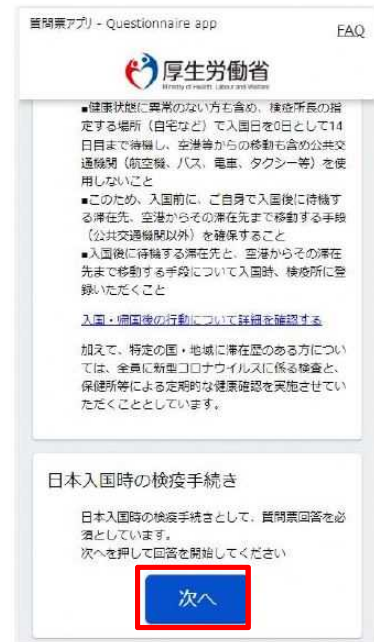 質問票アプリ - Questionnaire app
FAQ
厚生労働省
Ministry of Health, Labour and Welfare
■健康状態に異常のない方も含め、検疫所長の指
定する場所（自宅など）で入国日を0日として14
日目まで待機し、空港等からの移動も含め公共交
通機関（航空機、バス、電車、タクシー等）を使
用しないこと
■このため、入国前に、ご自身で入国後に待機す
る滞在先、空港からその滞在先まで移動する手段
（公共交通機関以外）を確保すること
■入国後に待機する滞在先と、空港からその滞在
先まで移動する手段について入国時、検疫所に登
録いただくこと
入国・帰国後の行動について詳細を確認する
加えて、特定の国・地域に滞在歴のある方につい
ては、全員に新型コロナウイルスに係る検査と、
保健所等による定期的な健康確認を実施させてい
ただくこととしています。
日本入国時の検疫手続き
日本入国時の検疫手続きとして、質問票回答を必
須としています。
次へを押して回答を開始してください
次へ